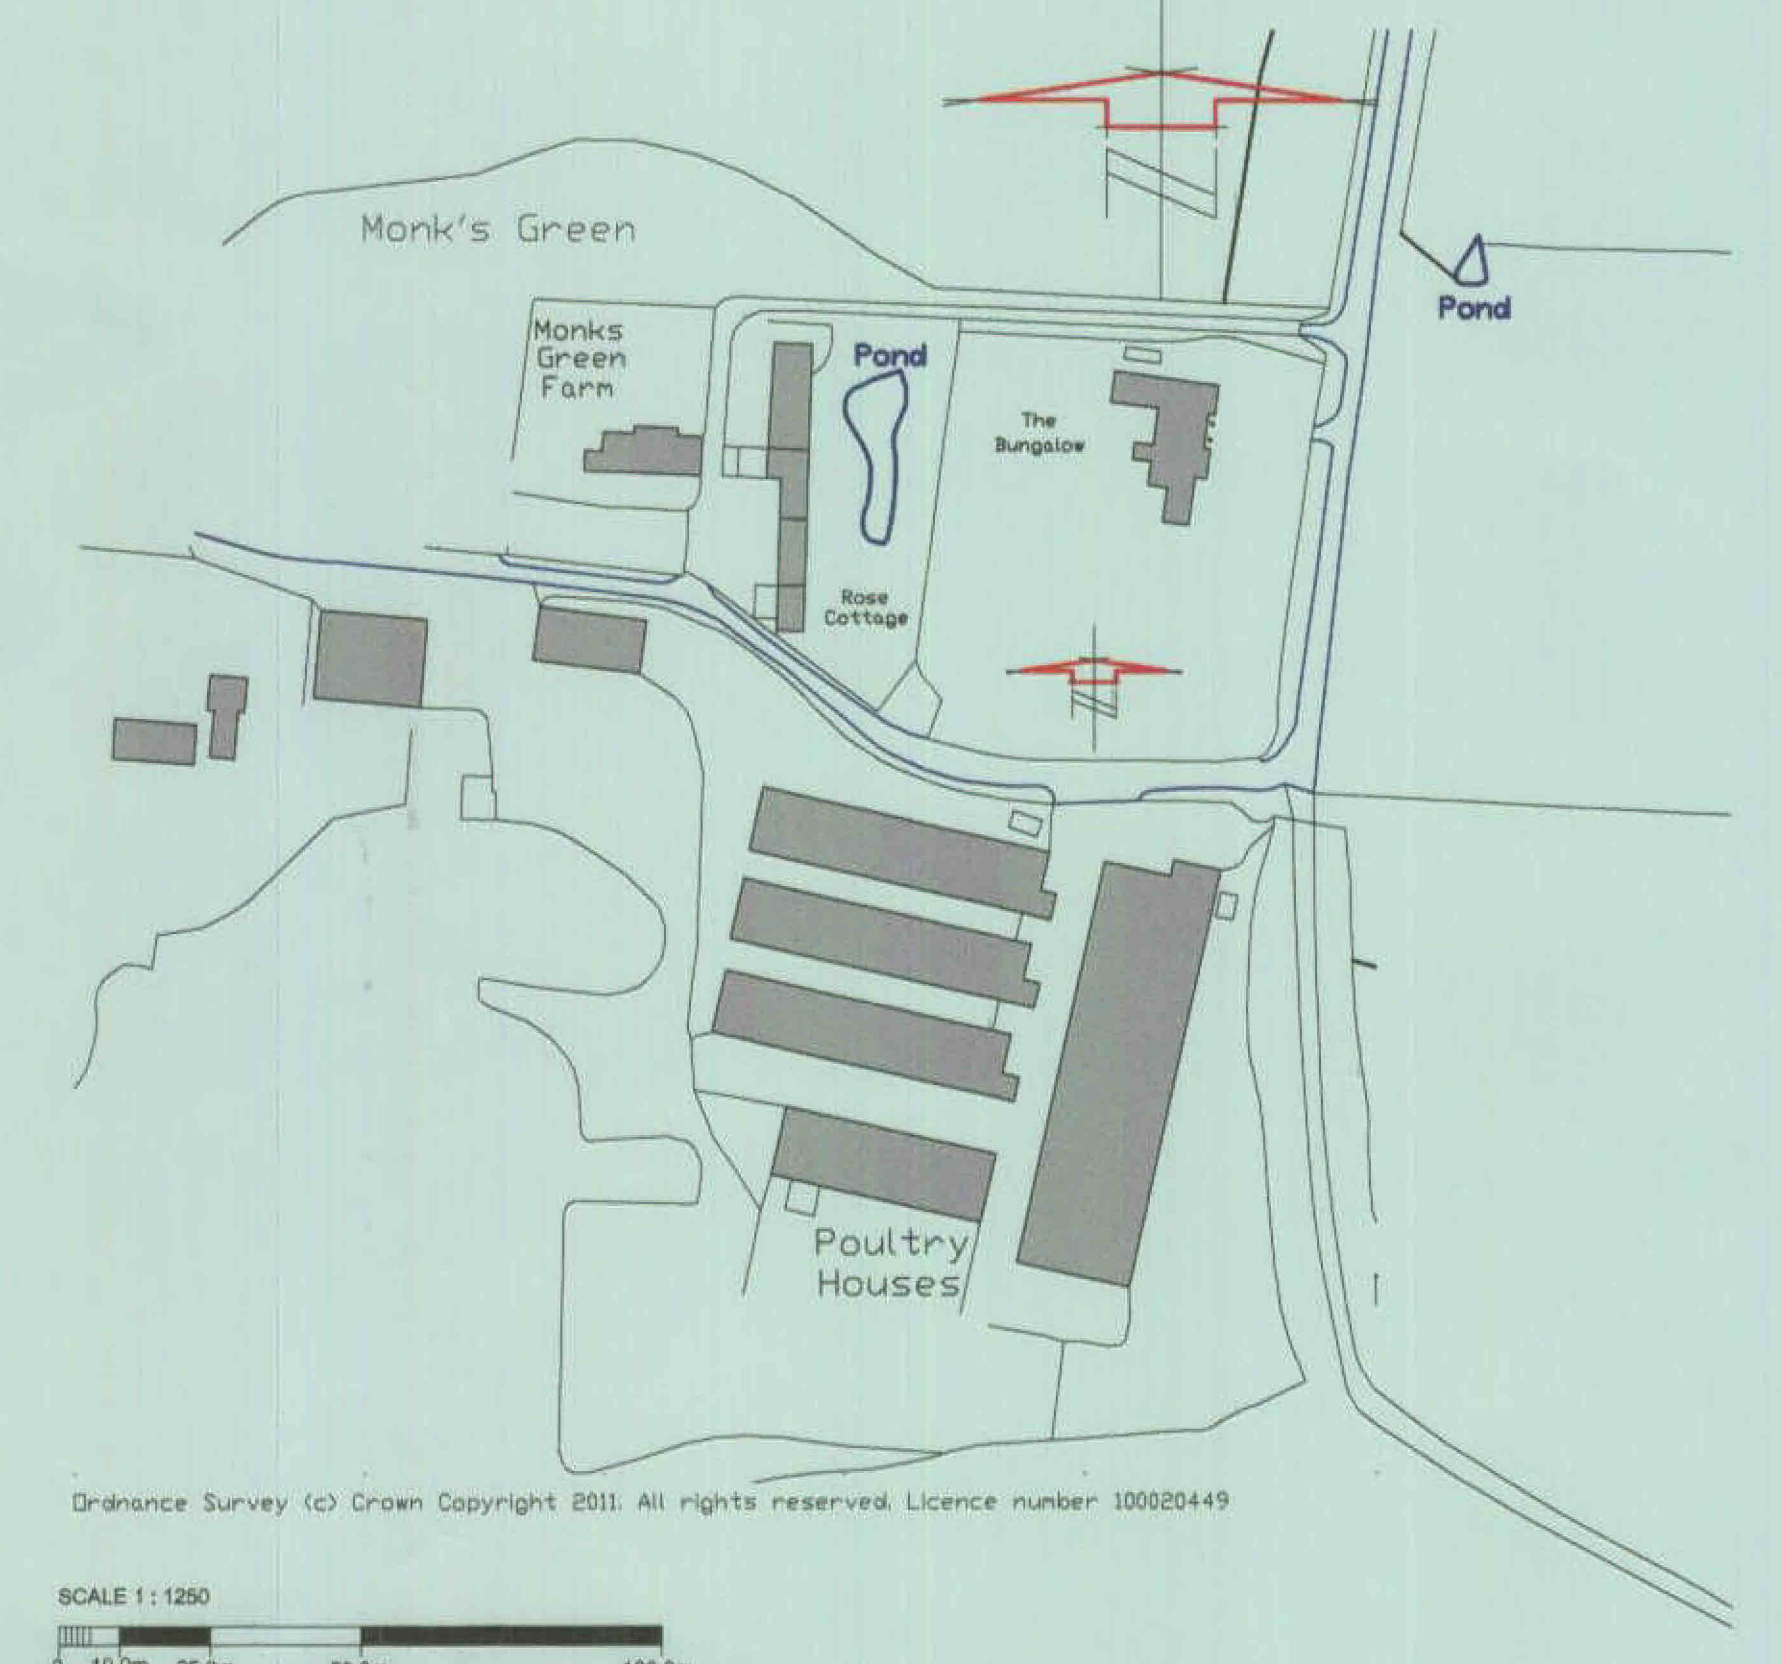 Monk's Green
Pond
Monks
Green
Farm
Pond
The
Bungalow
Rose
Cottage
Poultry
Houses
Ordnance Survey (c) Crown Copyright 2011. All rights reserved. Licence number 100020449
SCALE 1 : 1250